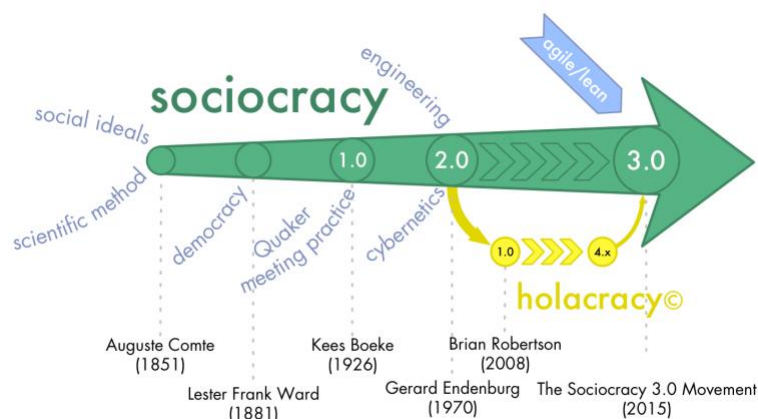 agile/lean
engineering
sociocracy
social ideals
1.0
2.0
3.0
scientific method
democracy
Quaker
meeting practice
cybernetics
1.0
4.x
holacracy©
Auguste Comte
(1851)
Kees Boeke
(1926)
Brian Robertson
(2008)
Lester Frank Ward
(1881)
Gerard Endenburg
(1970)
The Sociocracy 3.0 Movement
(2015)